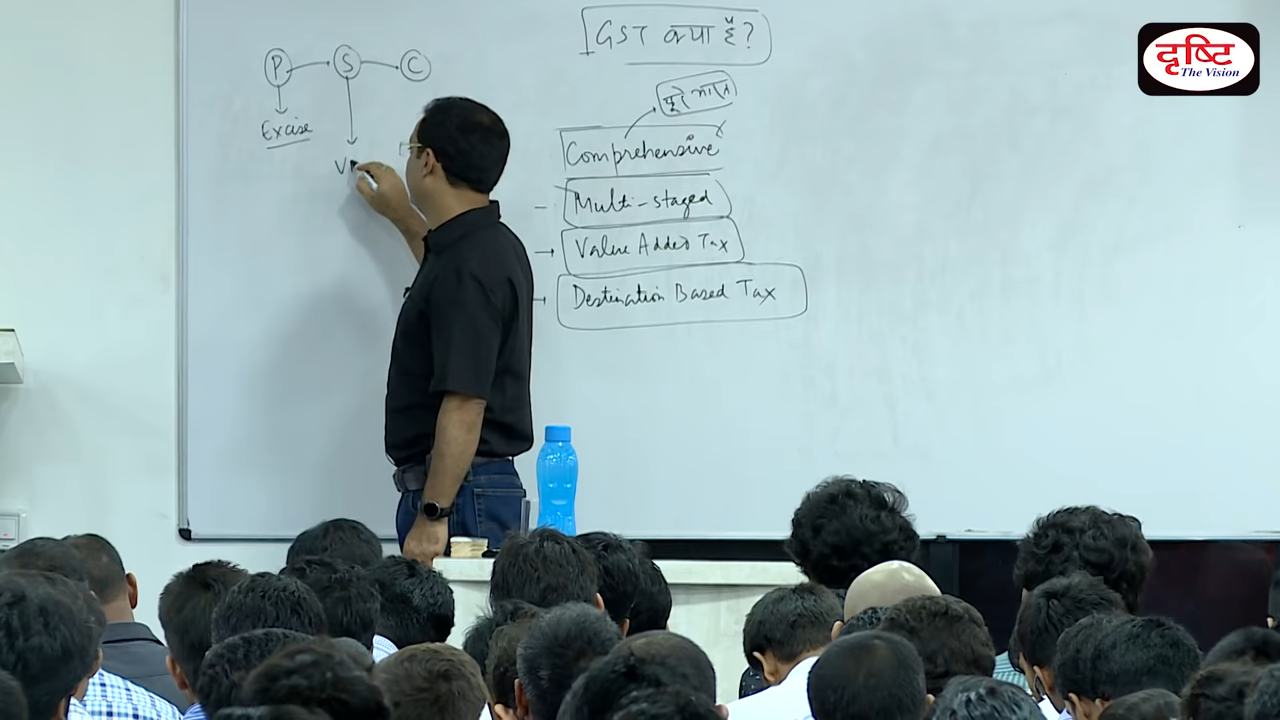 GST क्या है?
P S C
Excise
पूरे भारत
Comprehensive
Multi-staged
Value Added Tax
Destination Based Tax
दृष्टि
The Vision